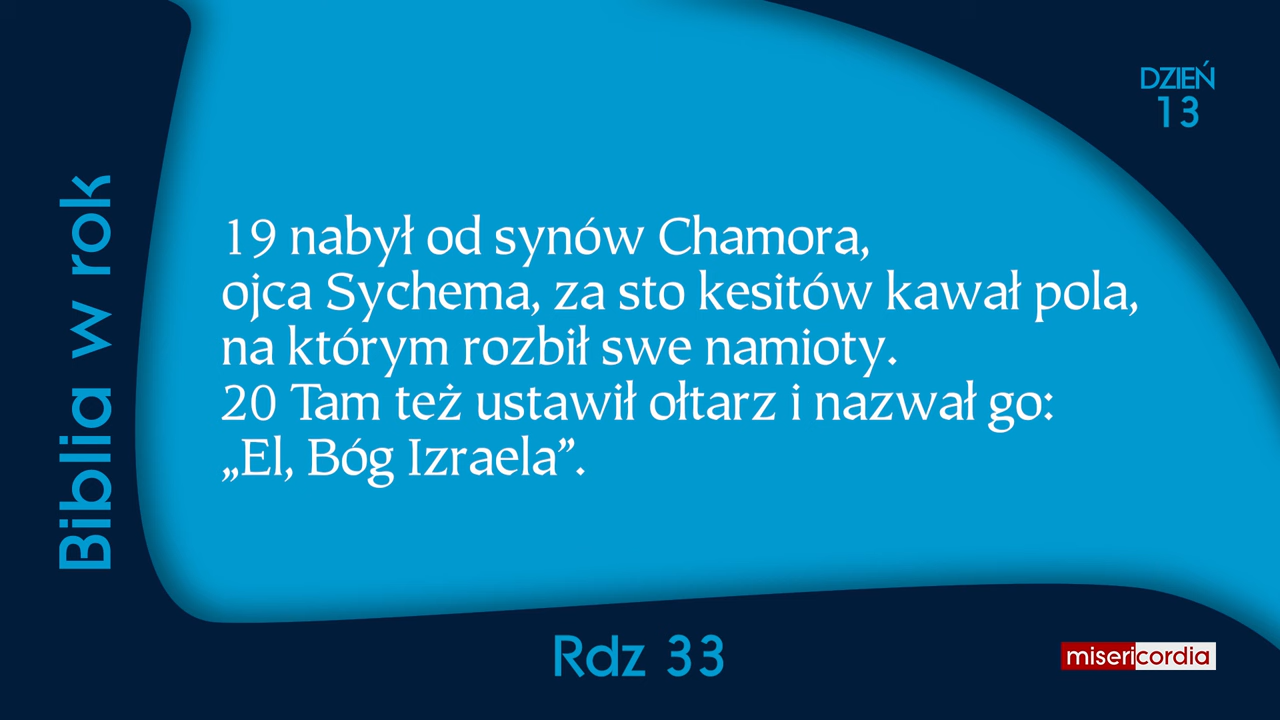 DZIEŃ
13
Biblia w rok
19 nabył od synów Chamora,
ojca Sychema, za sto kesitów kawał pola,
na którym rozbił swe namioty.
20 Tam też ustawił ołtarz i nazwał go:
„El, Bóg Izraela”.
Rdz 33
misericordia